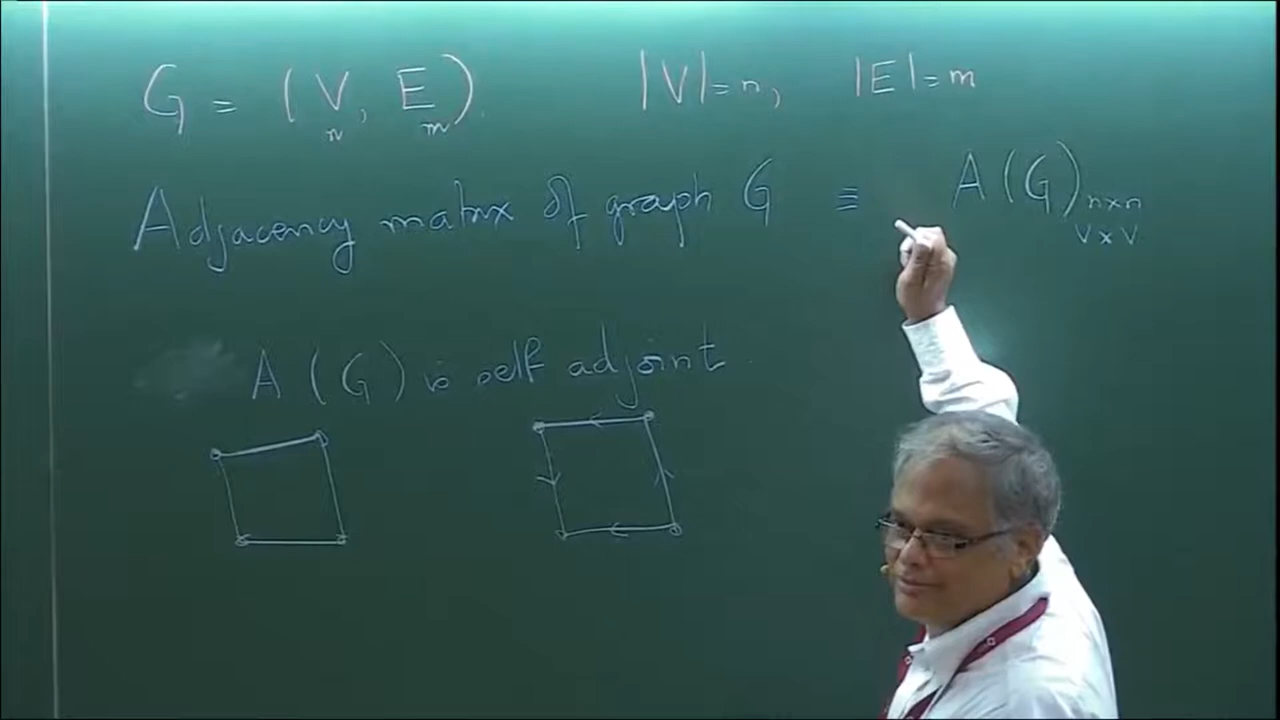 G = (V, E). |V|=n, |E|=m
n m
Adjacency matrix of graph G ≡ A(G) n×n
V×V
A(G) is self adjoint.